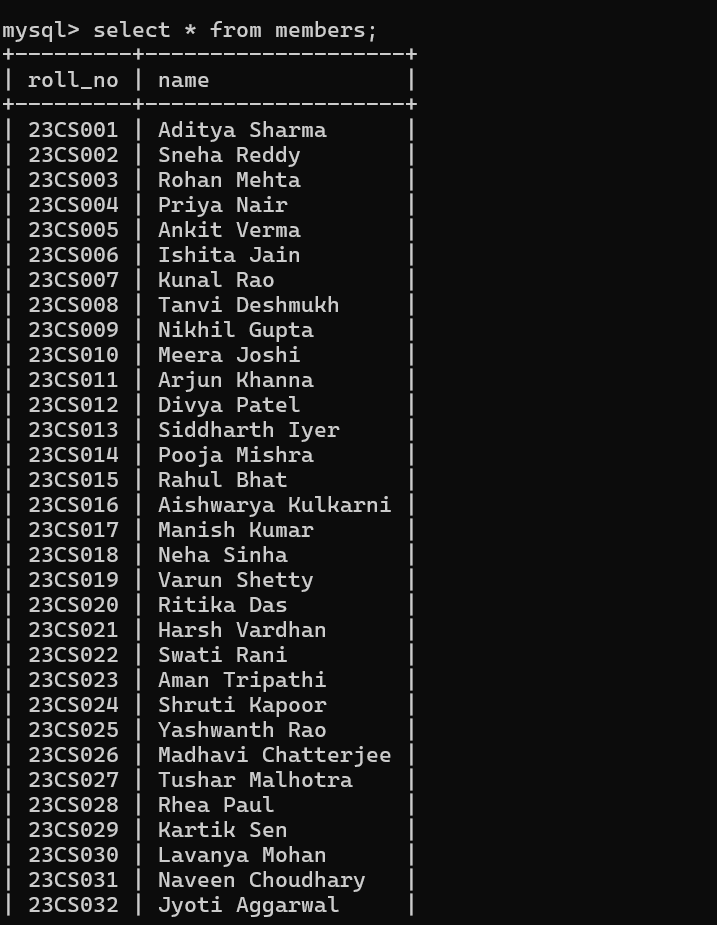 mysql> select * from members;
+---------+--------------------+
| roll_no | name               |
+---------+--------------------+
| 23CS001 | Aditya Sharma      |
| 23CS002 | Sneha Reddy        |
| 23CS003 | Rohan Mehta        |
| 23CS004 | Priya Nair         |
| 23CS005 | Ankit Verma        |
| 23CS006 | Ishita Jain        |
| 23CS007 | Kunal Rao          |
| 23CS008 | Tanvi Deshmukh     |
| 23CS009 | Nikhil Gupta       |
| 23CS010 | Meera Joshi        |
| 23CS011 | Arjun Khanna       |
| 23CS012 | Divya Patel        |
| 23CS013 | Siddharth Iyer     |
| 23CS014 | Pooja Mishra       |
| 23CS015 | Rahul Bhat         |
| 23CS016 | Aishwarya Kulkarni |
| 23CS017 | Manish Kumar       |
| 23CS018 | Neha Sinha         |
| 23CS019 | Varun Shetty       |
| 23CS020 | Ritika Das         |
| 23CS021 | Harsh Vardhan      |
| 23CS022 | Swati Rani         |
| 23CS023 | Aman Tripathi      |
| 23CS024 | Shruti Kapoor      |
| 23CS025 | Yashwanth Rao      |
| 23CS026 | Madhavi Chatterjee |
| 23CS027 | Tushar Malhotra    |
| 23CS028 | Rhea Paul          |
| 23CS029 | Kartik Sen         |
| 23CS030 | Lavanya Mohan      |
| 23CS031 | Naveen Choudhary   |
| 23CS032 | Jyoti Aggarwal     |